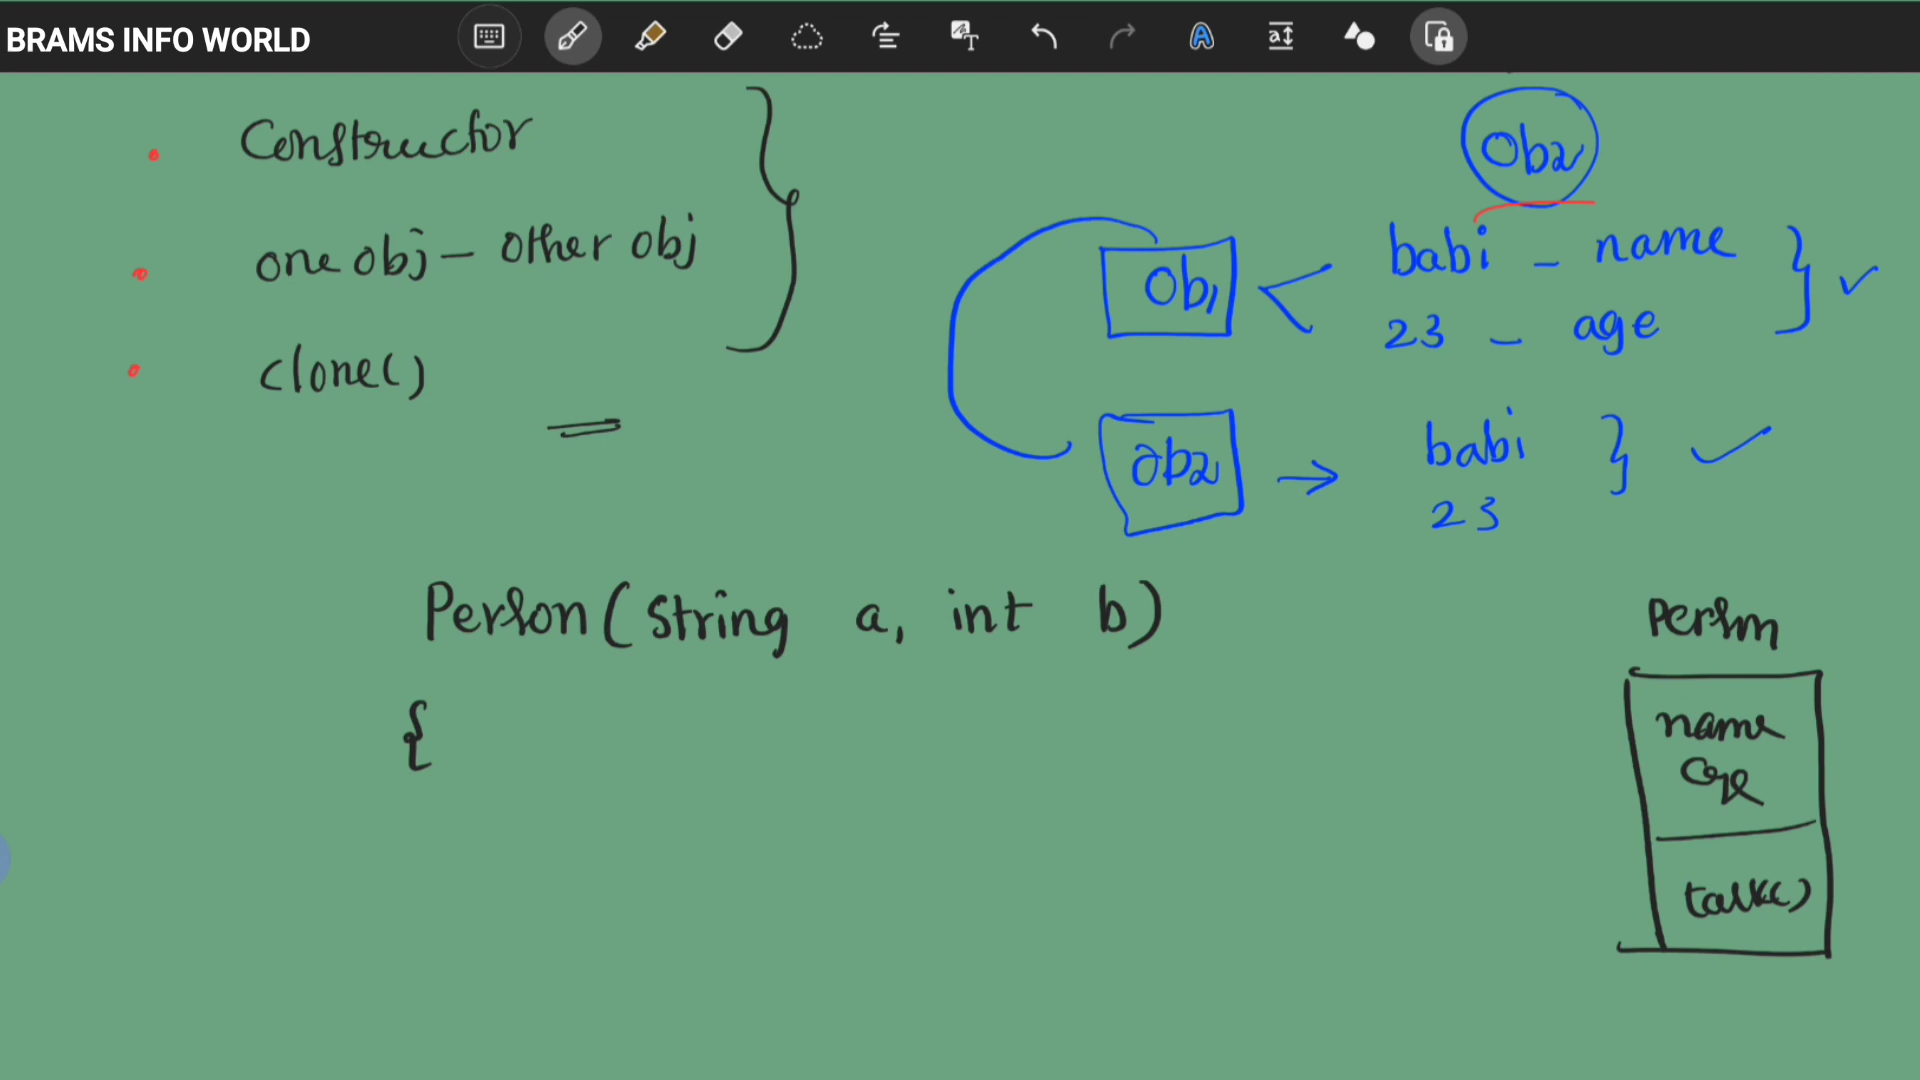 BRAMS INFO WORLD
Constructor
one obj - other obj
clone()
Ob2
Ob1 < babi - name } ✓
23 - age
Ob2 → babi } ✓
23
Person (String a, int b)
{
Person
name
age
talk()